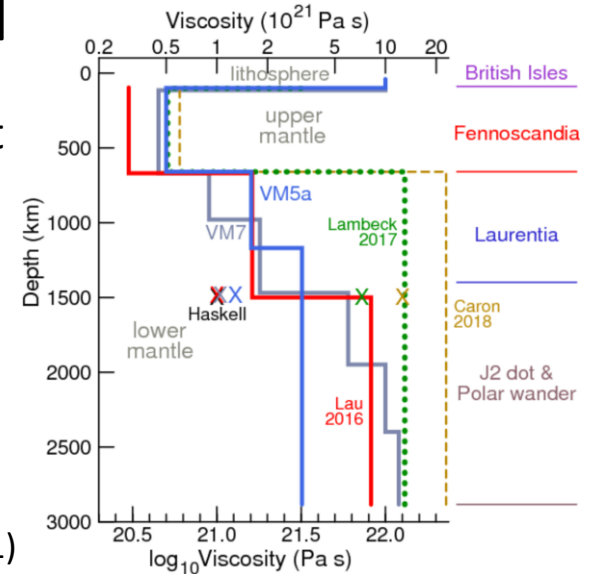 Viscosity (10²¹ Pa s)
0.2 0.5 1 2 5 10 20
0
lithosphere
British Isles
upper
mantle
Fennoscandia
500
VM5a
1000
VM7
Lambeck
2017
Laurentia
Depth (km)
1500
X X X X X
Haskell
Caron
2018
lower
mantle
2000
J2 dot &
Polar wander
Lau
2016
2500
3000
20.5 21.0 21.5 22.0
log₁₀Viscosity (Pa s)